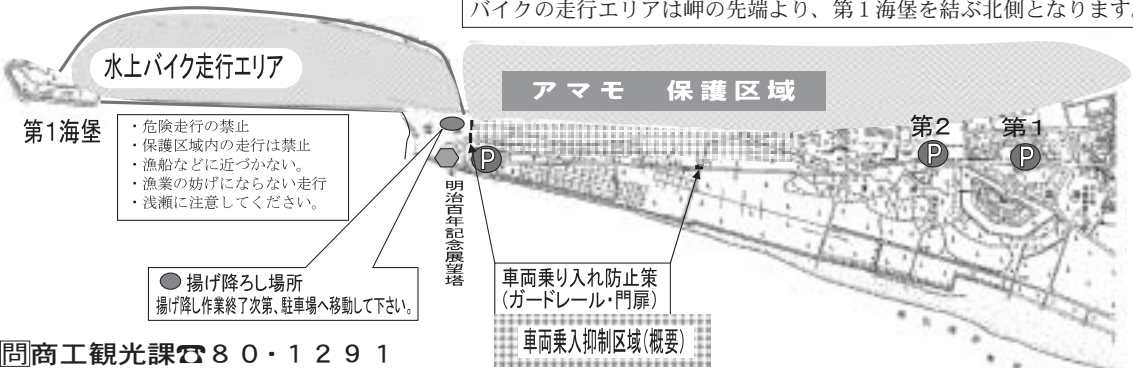 バイクの走行エリアは岬の先端より、第1海堡を結ぶ北側となります。
水上バイク走行エリア
アマモ 保護区域
第1海堡
・危険走行の禁止
・保護区域内の走行は禁止
・漁船などに近づかない。
・漁業の妨げにならない走行
・浅瀬に注意してください。
第2
第1
P
P
P
明治百年記念展望塔
揚げ降ろし場所
揚げ降し作業終了次第、駐車場へ移動して下さい。
車両乗り入れ防止策
(ガードレール・門扉)
車両乗入抑制区域(概要)
問商工観光課☎80・1291